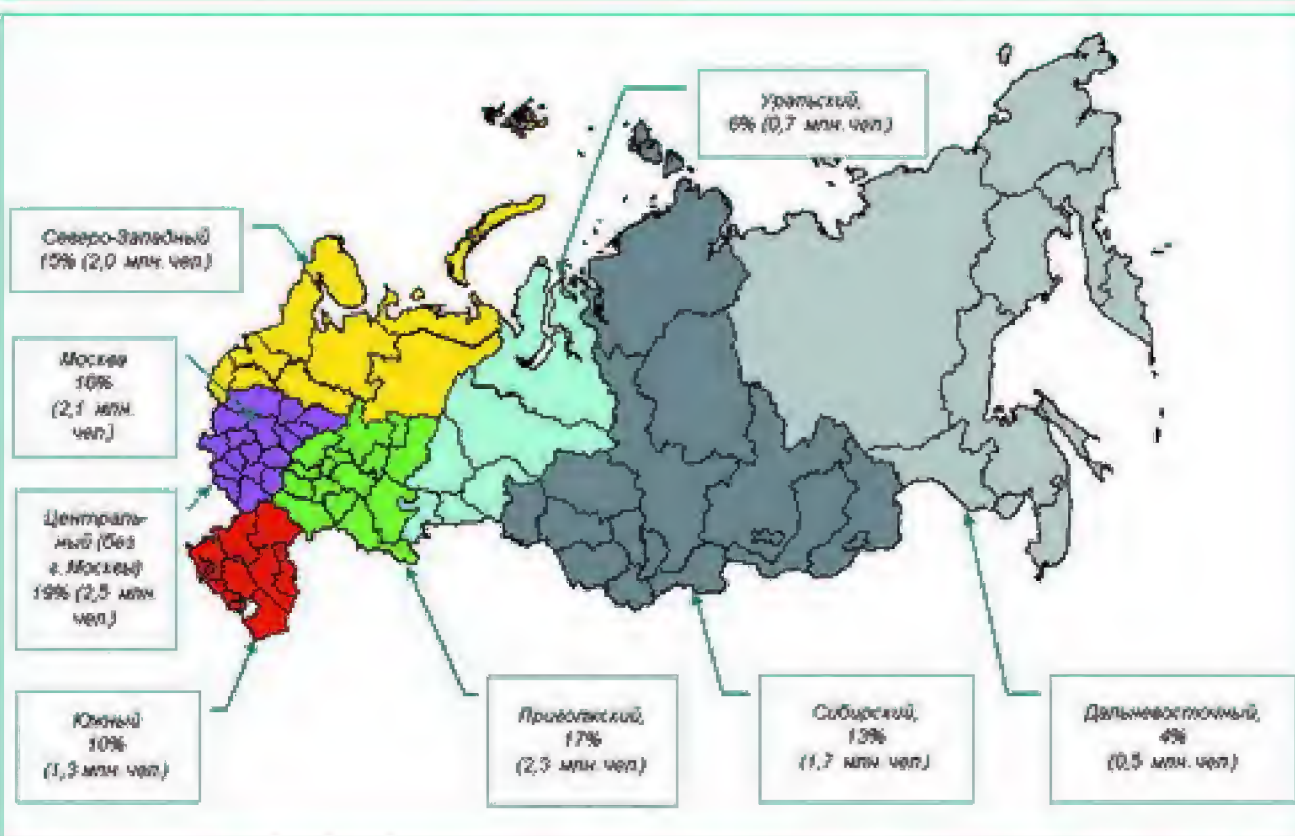 Уральский,
6% (0,7 млн. чел.)
Северо-Западный
15% (2,0 млн. чел.)
Москва
16%
(2,1 млн.
чел.)
Централь-
ный (без
г. Москвы)
19% (2,5 млн.
чел.)
Южный
10%
(1,3 млн. чел.)
Приволжский,
17%
(2,3 млн. чел.)
Сибирский,
13%
(1,7 млн. чел.)
Дальневосточный,
4%
(0,5 млн. чел.)